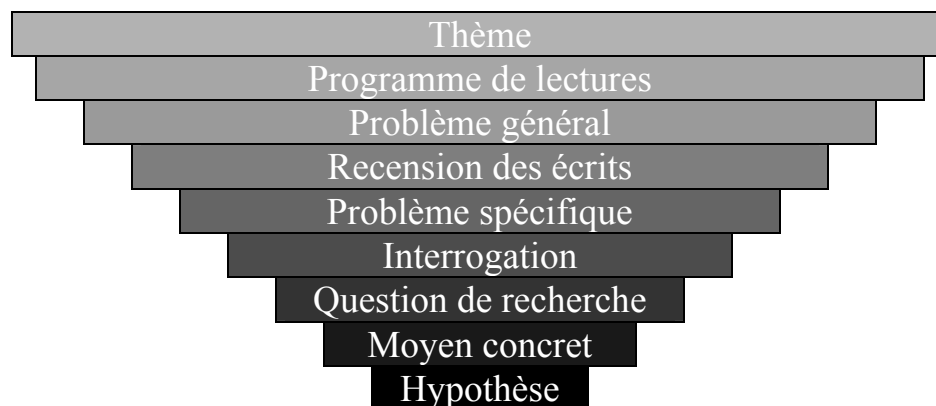 Thème
Programme de lectures
Problème général
Recension des écrits
Problème spécifique
Interrogation
Question de recherche
Moyen concret
Hypothèse